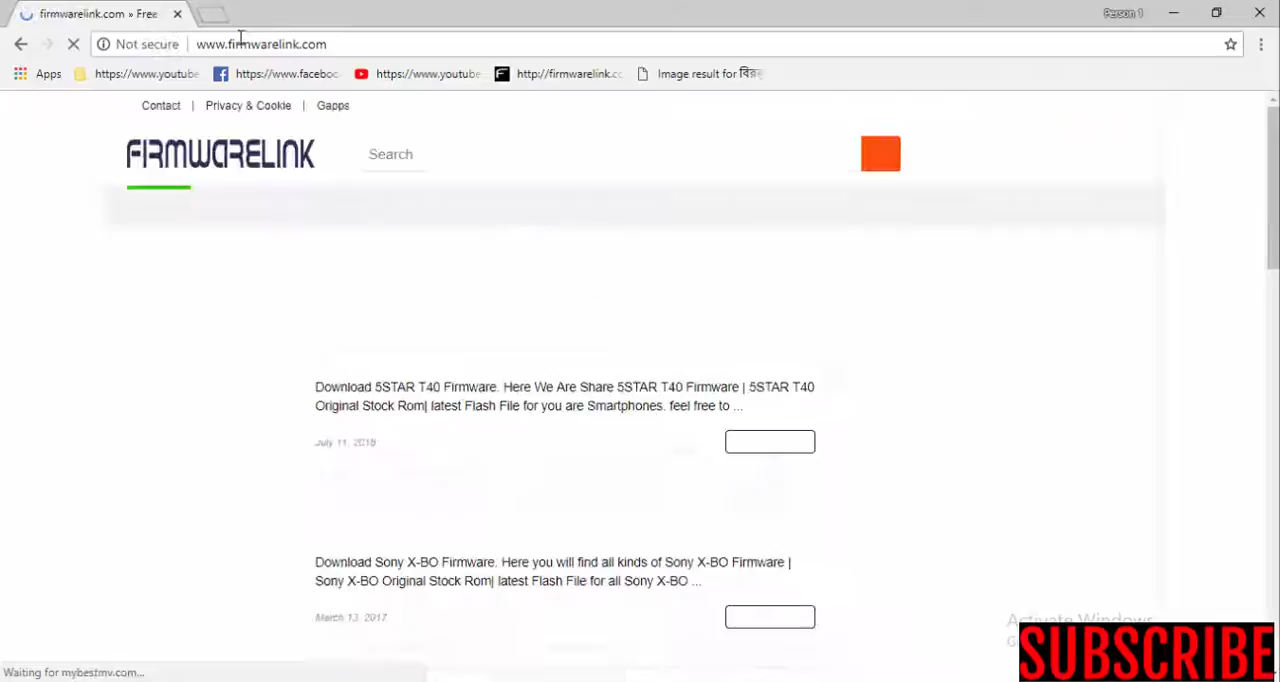 firmwarelink.com » Free
Person 1
Not secure
www.firmwarelink.com
Apps
https://www.youtube
https://www.faceboo
https://www.youtube
http://firmwarelink.cc
Image result for
Contact | Privacy & Cookie | Gapps
FIRMWARELINK
Search
Download 5STAR T40 Firmware. Here We Are Share 5STAR T40 Firmware | 5STAR T40
Original Stock Rom| latest Flash File for you are Smartphones. feel free to ...
July 11, 2018
Download Sony X-BO Firmware. Here you will find all kinds of Sony X-BO Firmware |
Sony X-BO Original Stock Rom| latest Flash File for all Sony X-BO ...
March 13, 2017
Activate Windows
SUBSCRIBE
Waiting for mybestmv.com...